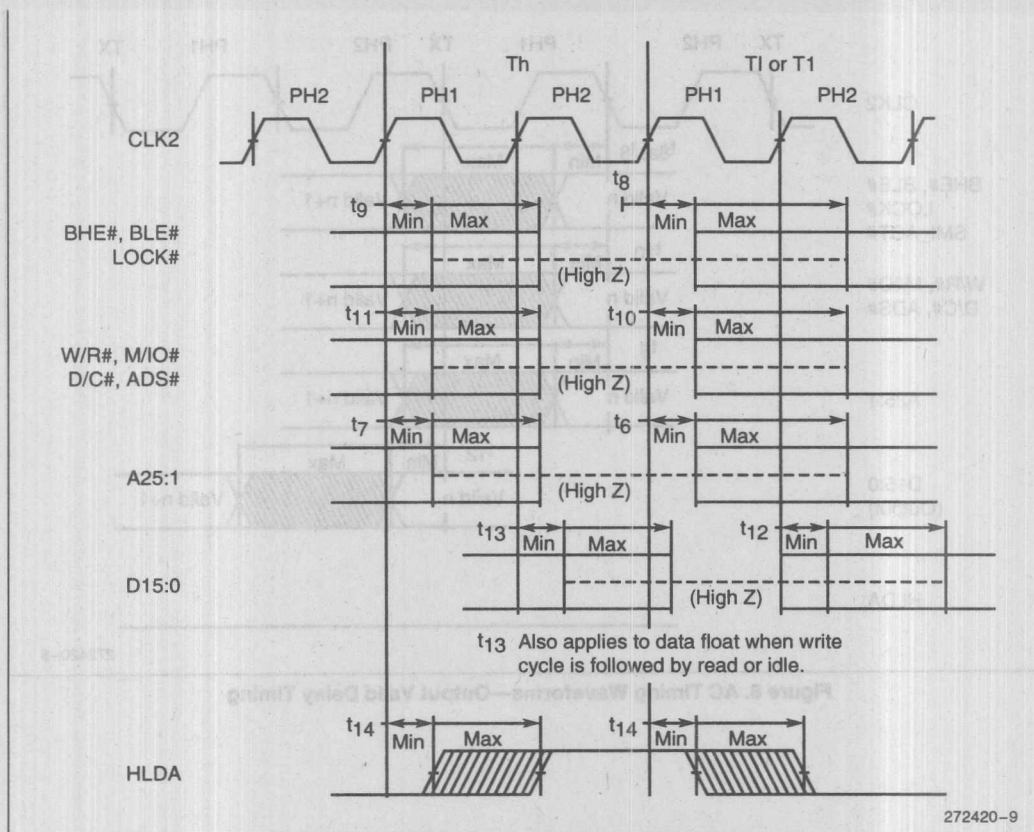 Th
TI or T1
PH2
PH1
PH2
PH1
PH2
CLK2
t9
Min
Max
t8
Min
Max
BHE#, BLE#
LOCK#
(High Z)
t11
Min
Max
t10
Min
Max
W/R#, M/IO#
D/C#, ADS#
(High Z)
t7
Min
Max
t6
Min
Max
A25:1
(High Z)
t13
Min
Max
t12
Min
Max
D15:0
(High Z)
t13 Also applies to data float when write
cycle is followed by read or idle.
t14
Min
Max
t14
Min
Max
HLDA
272420–9